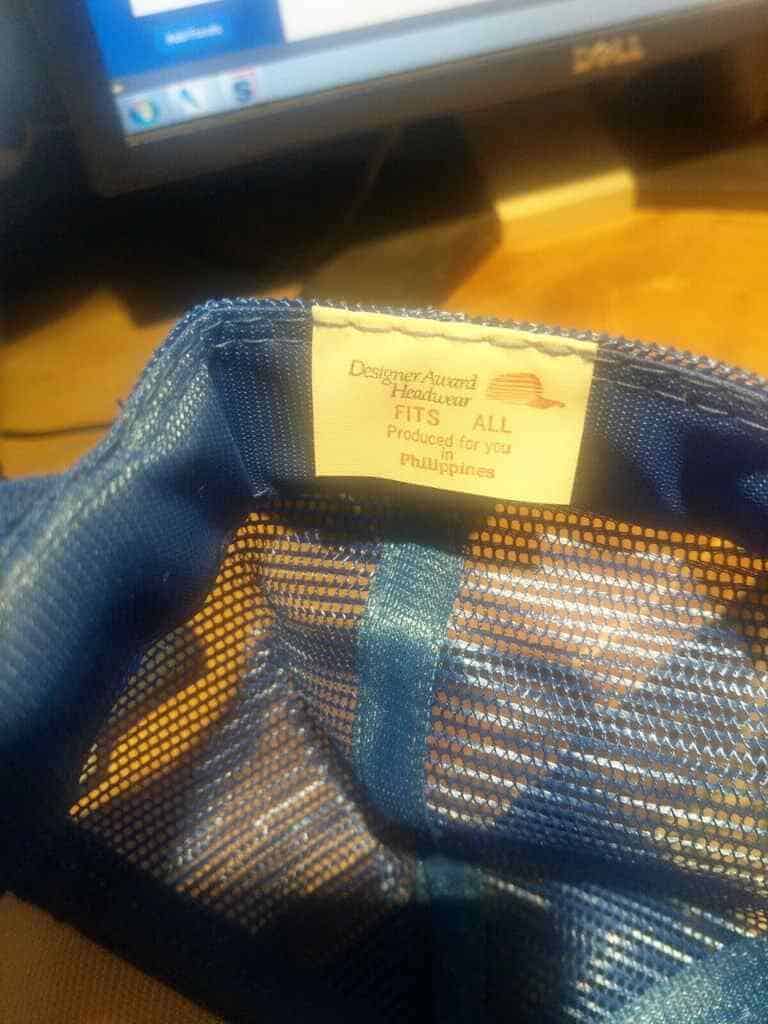 DELL
Designer Award
Headwear
FITS ALL
Produced for you
in
Philippines